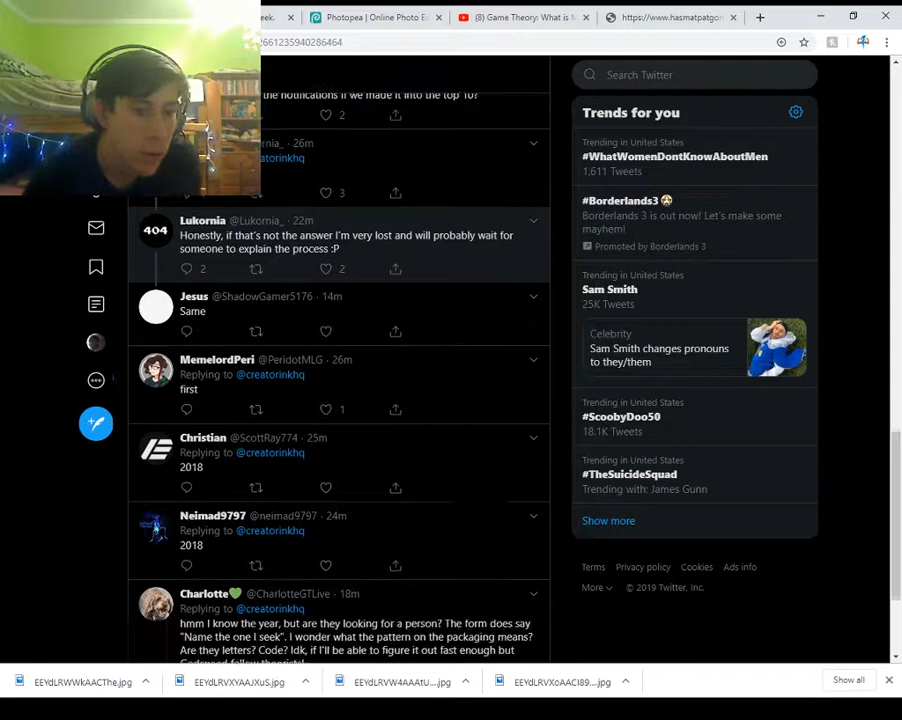 eek.
Photopea | Online Photo Ed
(8) Game Theory: What is M
https://www.hasmatpatgon
2661235940286464
the notifications if we made it into the top 10?
2
nia_ · 26m
creatorinkhq
3
404
Lukornia @Lukornia_ · 22m
Honestly, if that's not the answer I'm very lost and will probably wait for
someone to explain the process :P
2
2
Jesus @ShadowGamer5176 · 14m
Same
MemelordPeri @PeridotMLG · 26m
Replying to @creatorinkhq
first
1
Christian @ScottRay774 · 25m
Replying to @creatorinkhq
2018
Neimad9797 @neimad9797 · 24m
Replying to @creatorinkhq
2018
Charlotte💚 @CharlotteGTLive · 18m
Replying to @creatorinkhq
hmm I know the year, but are they looking for a person? The form does say
"Name the one I seek". I wonder what the pattern on the packaging means?
Are they letters? Code? Idk, if I'll be able to figure it out fast enough but
Search Twitter
Trends for you
Trending in United States
#WhatWomenDontKnowAboutMen
1,611 Tweets
#Borderlands3
Borderlands 3 is out now! Let's make some
mayhem!
Promoted by Borderlands 3
Trending in United States
Sam Smith
25K Tweets
Celebrity
Sam Smith changes pronouns
to they/them
Trending in United States
#ScoobyDoo50
18.1K Tweets
Trending in United States
#TheSuicideSquad
Trending with: James Gunn
Show more
Terms Privacy policy Cookies Ads info
More © 2019 Twitter, Inc.
EEYdLRWWkAACThe.jpg
EEYdLRVXYAAJXuS.jpg
EEYdLRVW4AAAtU....jpg
EEYdLRVXoAACI89....jpg
Show all